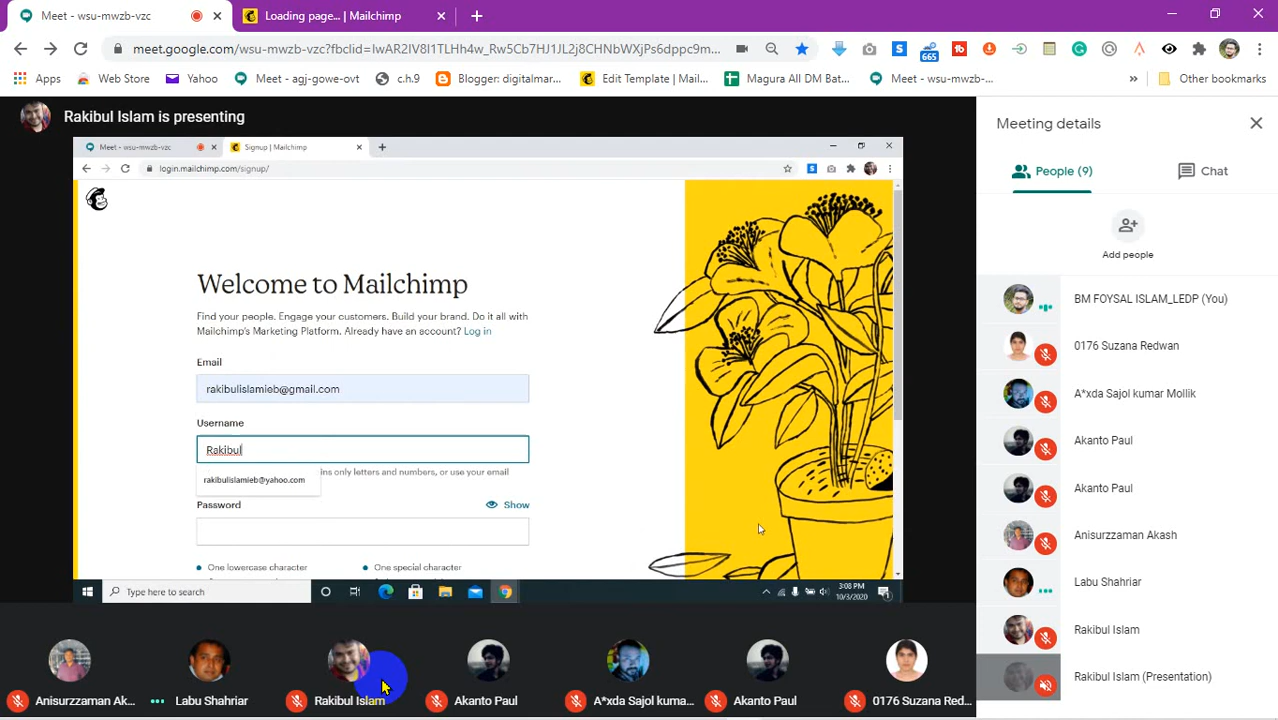 Meet - wsu-mwzb-vzc
Loading page... | Mailchimp
meet.google.com/wsu-mwzb-vzc?fbclid=IwAR2IV8I1TLHh4w_Rw5Cb7HJ1JL2j8CHNbWXjPs6dppc9m...
665
Apps
Web Store
Yahoo
Meet - agj-gowe-ovt
c.h.9
Blogger: digitalmar...
Edit Template | Mail...
Magura All DM Bat...
Meet - wsu-mwzb-...
»
Other bookmarks
Rakibul Islam is presenting
Meeting details
People (9)
Chat
Add people
BM FOYSAL ISLAM_LEDP (You)
0176 Suzana Redwan
A*xda Sajol kumar Mollik
Akanto Paul
Akanto Paul
Anisurzzaman Akash
Labu Shahriar
Rakibul Islam
Rakibul Islam (Presentation)
Meet - wsu-mwzb-vzc
Signup | Mailchimp
login.mailchimp.com/signup/
Welcome to Mailchimp
Find your people. Engage your customers. Build your brand. Do it all with
Mailchimp's Marketing Platform. Already have an account? Log in
Email
rakibulislamieb@gmail.com
Username
Rakibul
ins only letters and numbers, or use your email
rakibulislamieb@yahoo.com
Password
Show
One lowercase character
One special character
Type here to search
3:08 PM
10/3/2020
Anisurzzaman Ak...
Labu Shahriar
Rakibul Islam
Akanto Paul
A*xda Sajol kuma...
Akanto Paul
0176 Suzana Red...